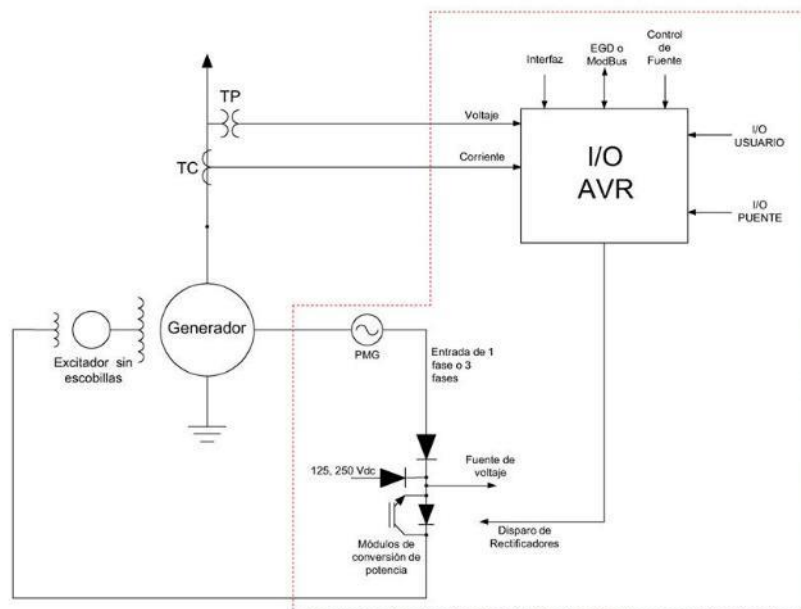 Control
de
Fuente
EGD o
ModBus
Interfaz
TP
Voltaje
I/O
USUARIO
I/O
AVR
TC
Corriente
I/O
PUENTE
Generador
Excitador sin
escobillas
PMG
Entrada de 1
fase o 3
fases
125, 250 Vdc
Fuente de
voltaje
Módulos de
conversión de
potencia
Disparo de
Rectificadores